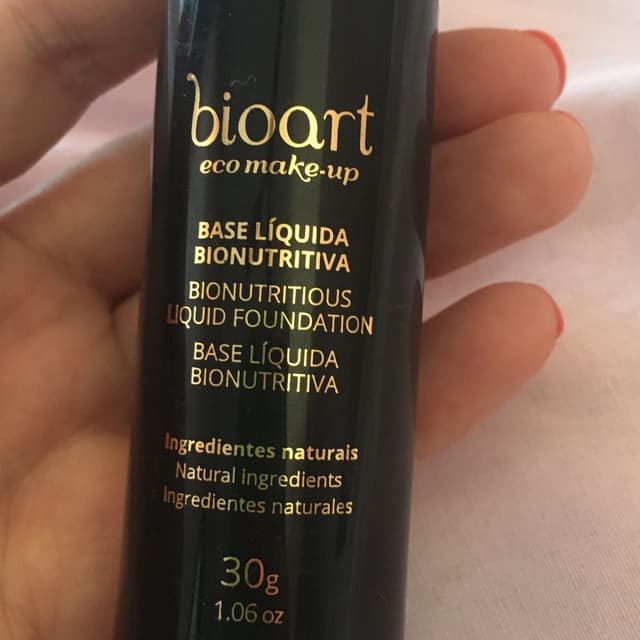 bioart
eco make-up
BASE LÍQUIDA
BIONUTRITIVA
BIONUTRITIOUS
LIQUID FOUNDATION
BASE LÍQUIDA
BIONUTRITIVA
Ingredientes naturais
Natural ingredients
Ingredientes naturales
30g
1.06 oz